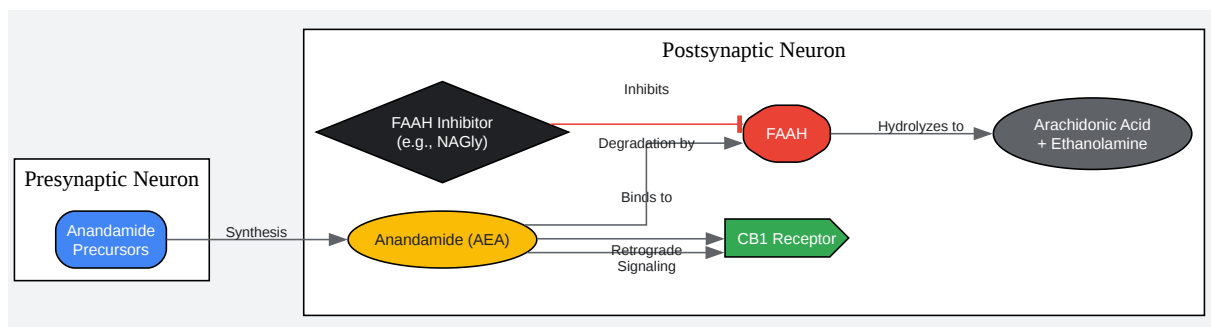 Postsynaptic Neuron
Inhibits
FAAH Inhibitor
(e.g., NAGly)
FAAH
Hydrolyzes to
Arachidonic Acid
+ Ethanolamine
Degradation by
Presynaptic Neuron
Anandamide
Precursors
Synthesis
Anandamide (AEA)
Binds to
CB1 Receptor
Retrograde
Signaling